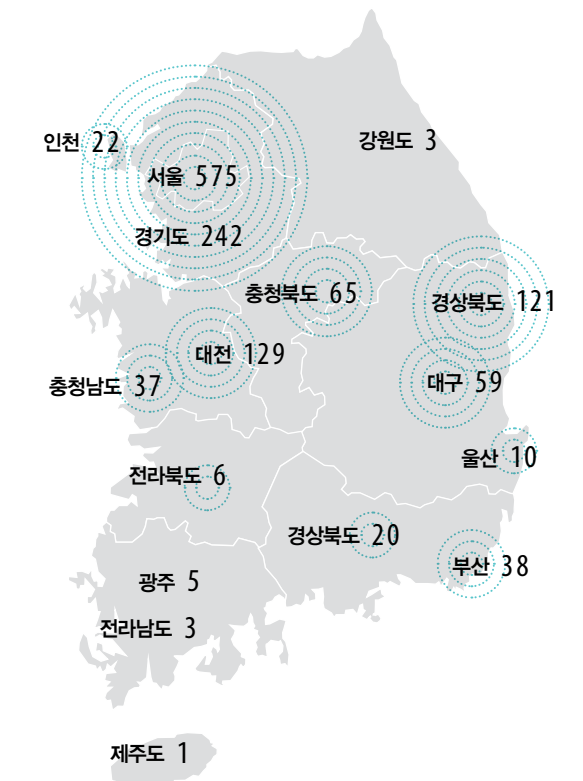 인천 22
강원도 3
서울 575
경기도 242
충청북도 65
경상북도 121
대전 129
충청남도 37
대구 59
울산 10
전라북도 6
경상북도 20
부산 38
광주 5
전라남도 3
제주도 1